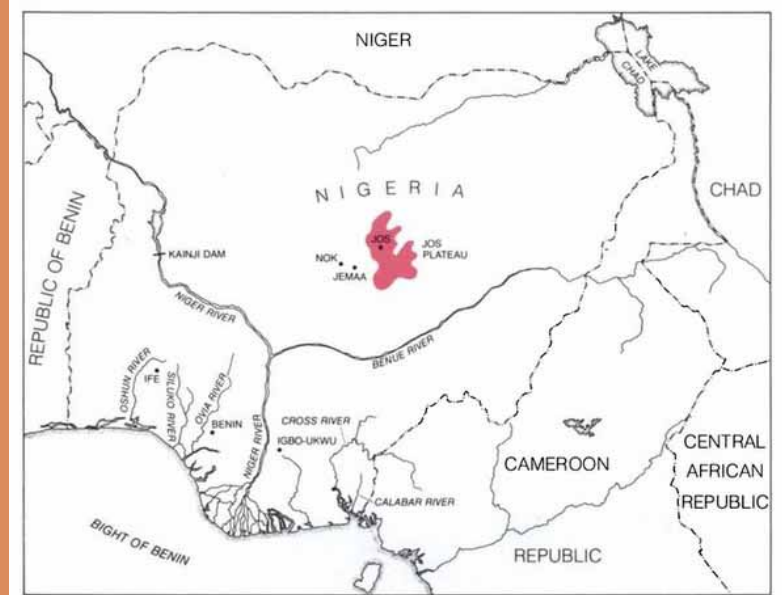 NIGER
LAKE
CHAD
CHAD
NIGERIA
REPUBLIC OF BENIN
JOS
JOS
PLATEAU
NOK
JEMAA
KAINJI DAM
NIGER RIVER
BENUE RIVER
OSHUN RIVER
IFE
SILUKO RIVER
OVIA RIVER
BENIN
NIGER RIVER
CROSS RIVER
IGBO-UKWU
CALABAR RIVER
CAMEROON
CENTRAL
AFRICAN
REPUBLIC
BIGHT OF BENIN
REPUBLIC